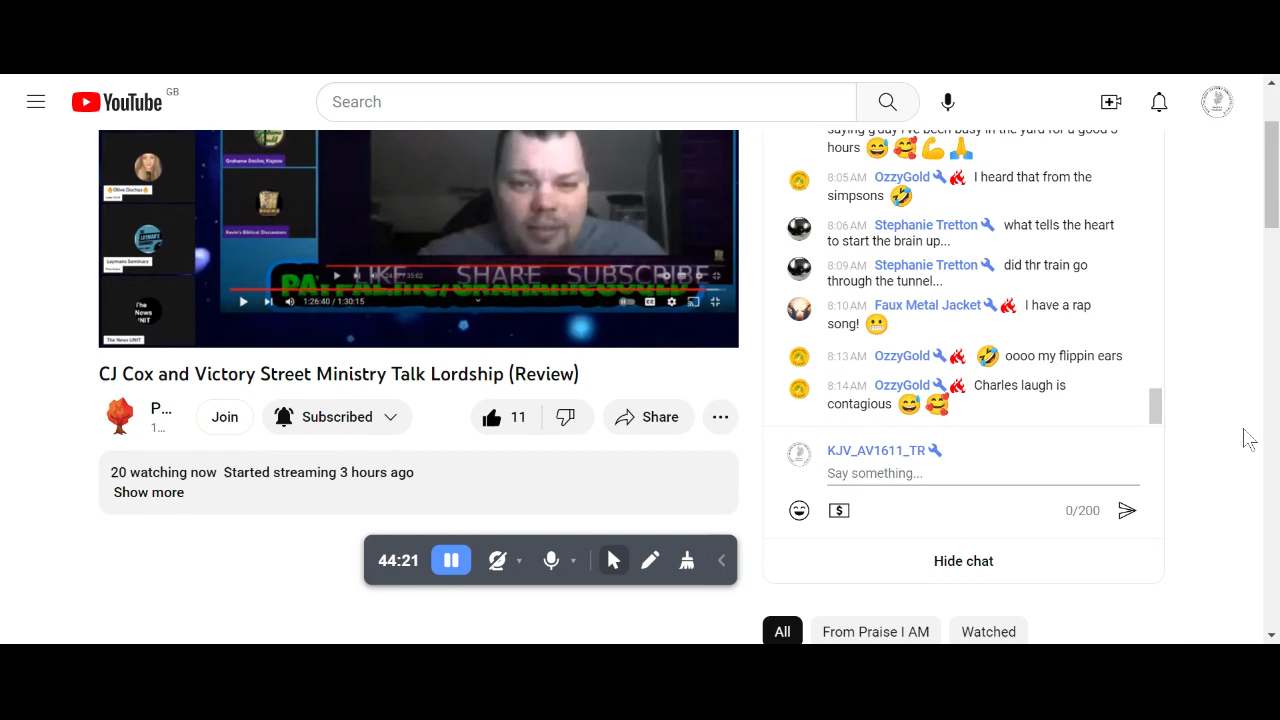 YouTube
GB
Search
Olive Dachas
Laymans Seminary
The
News
UNIT
The News UNIT
Kevin's Biblical Discussions
LIKE SHARE SUBSCRIBE
1:26:40 / 1:30:15
CJ Cox and Victory Street Ministry Talk Lordship (Review)
P...
1...
Join
Subscribed
11
Share
20 watching now Started streaming 3 hours ago
Show more
44:21
saying g'day I've been busy in the yard for a good 5
hours 😅🥰💪🙏
8:05 AM OzzyGold I heard that from the
simpsons 🤣
8:06 AM Stephanie Tretton what tells the heart
to start the brain up...
8:09 AM Stephanie Tretton did thr train go
through the tunnel...
8:10 AM Faux Metal Jacket I have a rap
song! 😬
8:13 AM OzzyGold 🤣 oooo my flippin ears
8:14 AM OzzyGold Charles laugh is
contagious 😅🥰
KJV_AV1611_TR
Say something...
0/200
Hide chat
All
From Praise I AM
Watched